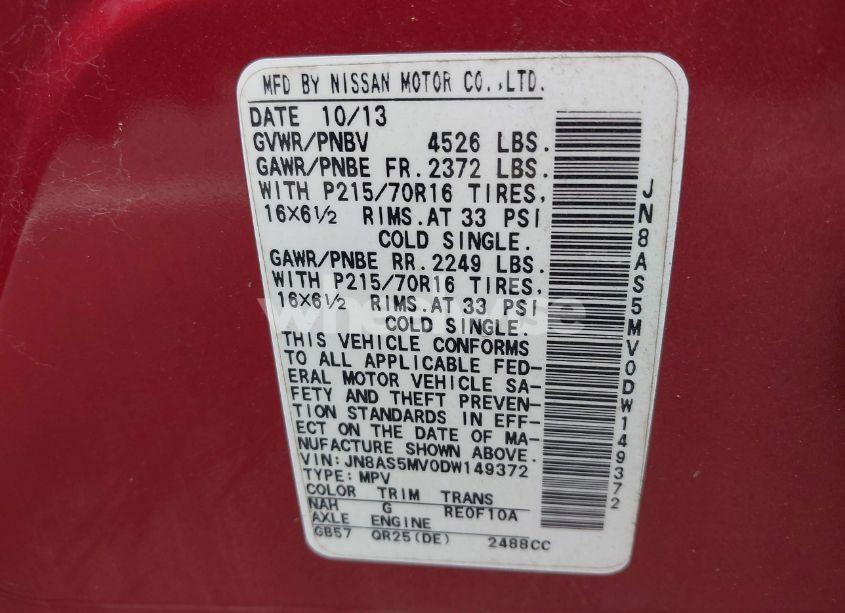 MFD BY NISSAN MOTOR CO.,LTD.
DATE 10/13
GVWR/PNBV 4526 LBS.
GAWR/PNBE FR. 2372 LBS.
WITH P215/70R16 TIRES,
16X6½ RIMS. AT 33 PSI
COLD SINGLE.
GAWR/PNBE RR. 2249 LBS.
WITH P215/70R16 TIRES,
16X6½ RIMS. AT 33 PSI
COLD SINGLE.
THIS VEHICLE CONFORMS
TO ALL APPLICABLE FED-
ERAL MOTOR VEHICLE SA-
FETY AND THEFT PREVEN-
TION STANDARDS IN EFF-
ECT ON THE DATE OF MA-
NUFACTURE SHOWN ABOVE.
VIN: JN8AS5MV0DW149372
TYPE: MPV
COLOR TRIM TRANS
NAH G RE0F10A
AXLE ENGINE
GB57 QR25(DE) 2488CC
JN8AS5MV0DW149372